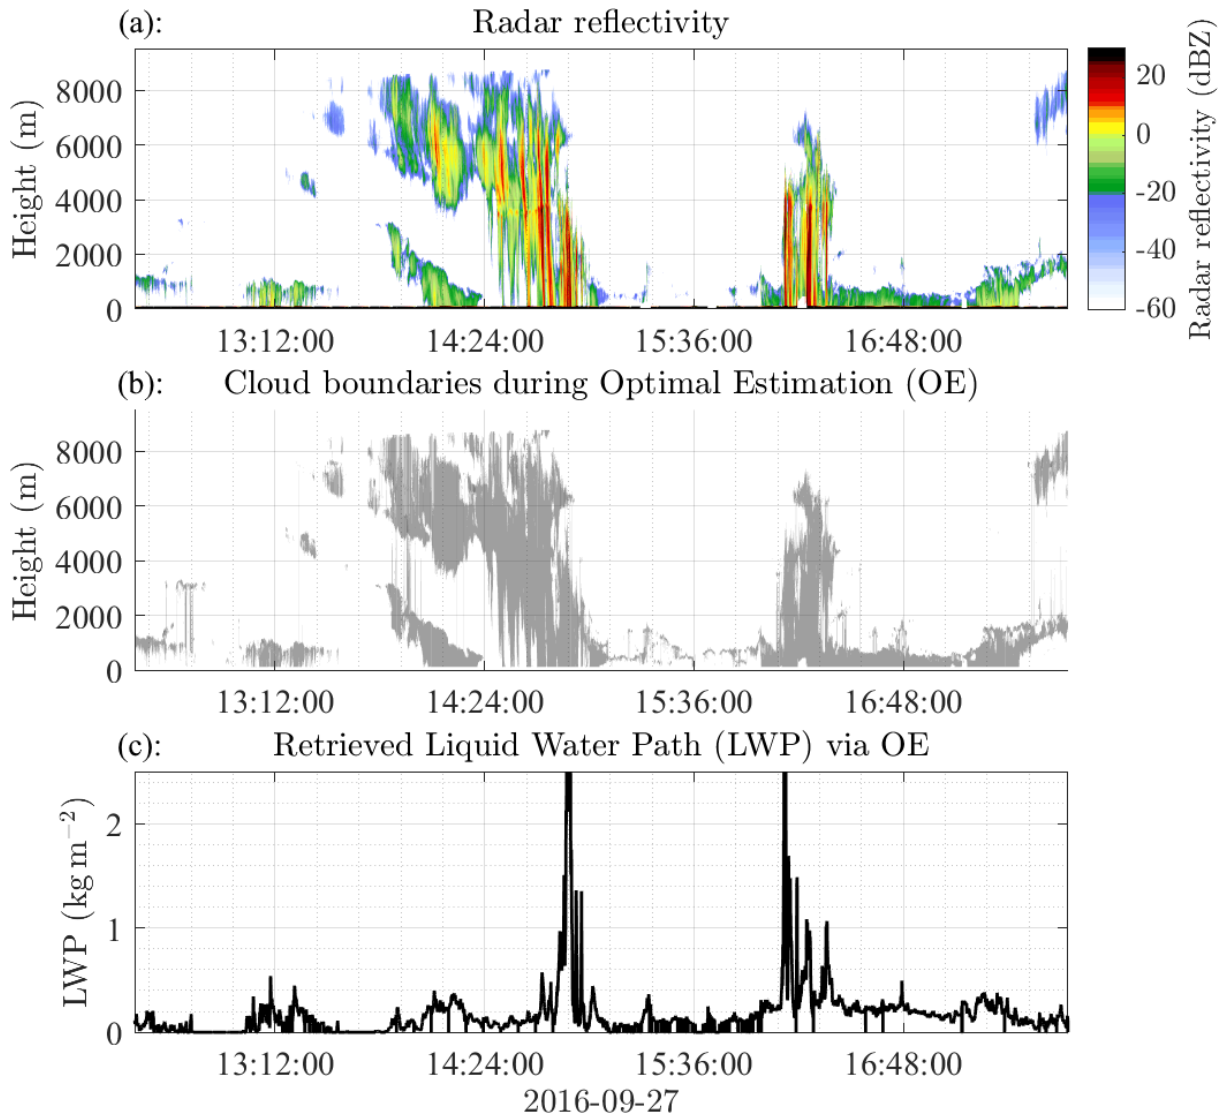 (a): Radar reflectivity
Height (m)
8000
6000
4000
2000
0
13:12:00 14:24:00 15:36:00 16:48:00
20
0
-20
-40
-60
Radar reflectivity (dBZ)
(b): Cloud boundaries during Optimal Estimation (OE)
Height (m)
8000
6000
4000
2000
0
13:12:00 14:24:00 15:36:00 16:48:00
(c): Retrieved Liquid Water Path (LWP) via OE
LWP (kg m⁻²)
2
1
0
13:12:00 14:24:00 15:36:00 16:48:00
2016-09-27